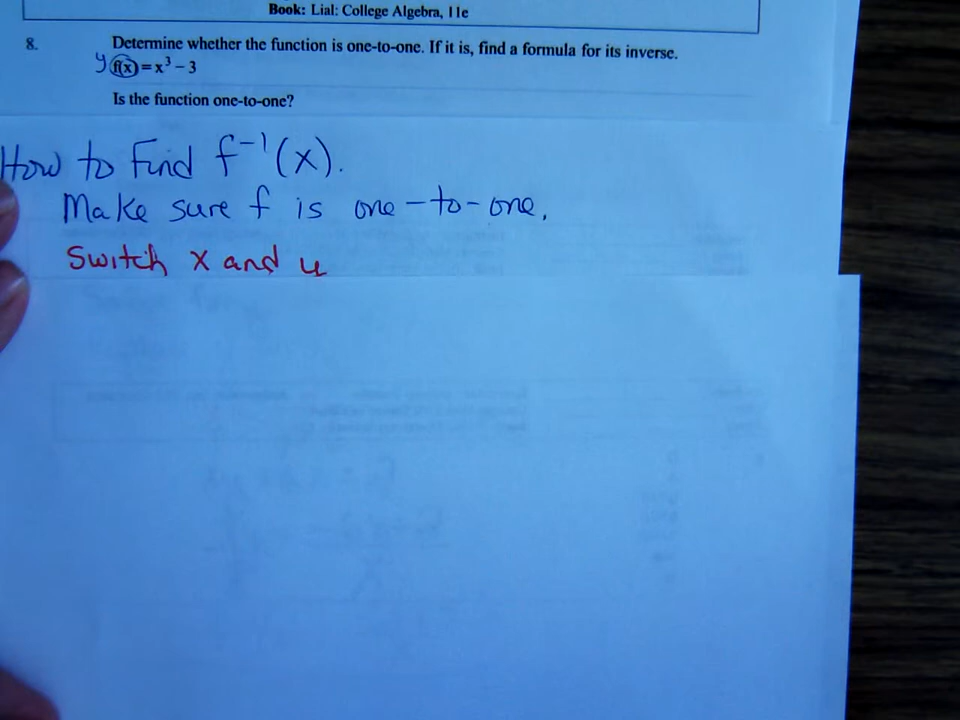 Book: Lial: College Algebra, 11e
8. Determine whether the function is one-to-one. If it is, find a formula for its inverse.
y f(x) = x³ − 3
Is the function one-to-one?
How to Find f⁻¹(x).
Make sure f is one-to-one.
Switch x and y